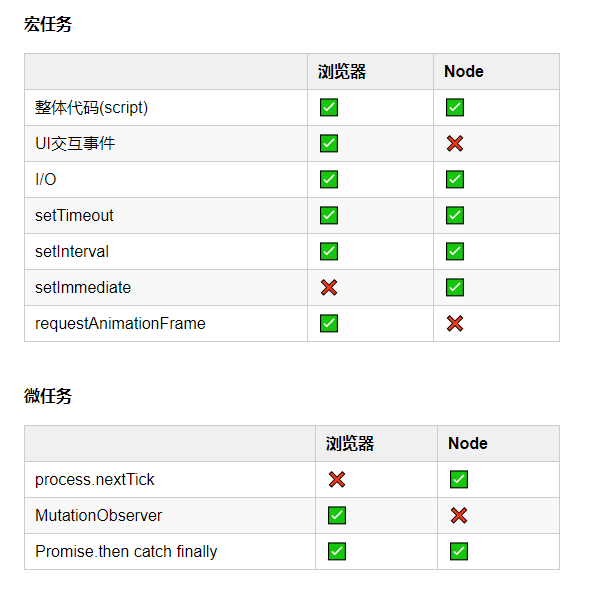 宏任务
浏览器 Node
整体代码(script) ✅ ✅
UI交互事件 ✅ ❌
I/O ✅ ✅
setTimeout ✅ ✅
setInterval ✅ ✅
setImmediate ❌ ✅
requestAnimationFrame ✅ ❌
微任务
浏览器 Node
process.nextTick ❌ ✅
MutationObserver ✅ ❌
Promise.then catch finally ✅ ✅